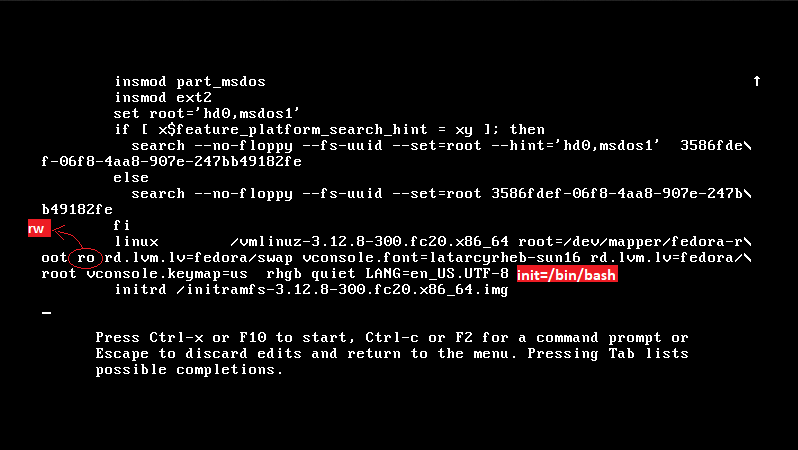 insmod part_msdos ↑
insmod ext2
set root='hd0,msdos1'
if [ x$feature_platform_search_hint = xy ]; then
search --no-floppy --fs-uuid --set=root --hint='hd0,msdos1'  3586fde\
f-06f8-4aa8-907e-247bb49182fe
else
search --no-floppy --fs-uuid --set=root 3586fdef-06f8-4aa8-907e-247b\
b49182fe
rw fi
linux /vmlinuz-3.12.8-300.fc20.x86_64 root=/dev/mapper/fedora-r\
oot ro rd.lvm.lv=fedora/swap vconsole.font=latarcyrheb-sun16 rd.lvm.lv=fedora/\
root vconsole.keymap=us  rhgb quiet LANG=en_US.UTF-8 init=/bin/bash
initrd /initramfs-3.12.8-300.fc20.x86_64.img
Press Ctrl-x or F10 to start, Ctrl-c or F2 for a command prompt or
Escape to discard edits and return to the menu. Pressing Tab lists
possible completions.